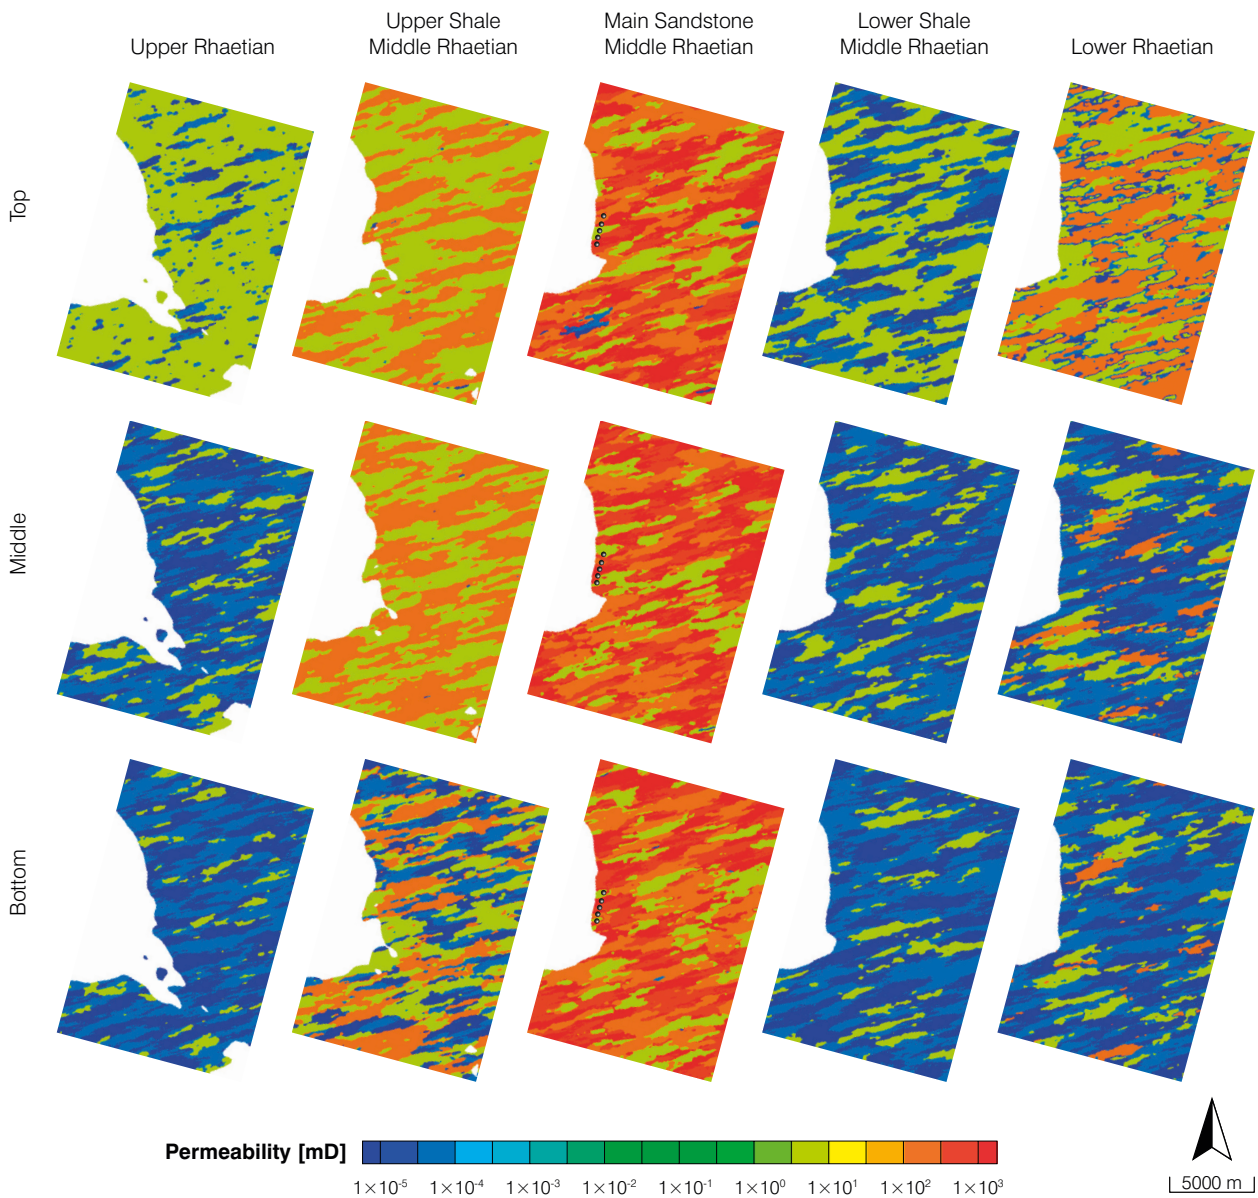 Upper Rhaetian
Upper Shale
Middle Rhaetian
Main Sandstone
Middle Rhaetian
Lower Shale
Middle Rhaetian
Lower Rhaetian
Top
Middle
Bottom
Permeability [mD]
1×10⁻⁵ 1×10⁻⁴ 1×10⁻³ 1×10⁻² 1×10⁻¹ 1×10⁰ 1×10¹ 1×10² 1×10³
5000 m